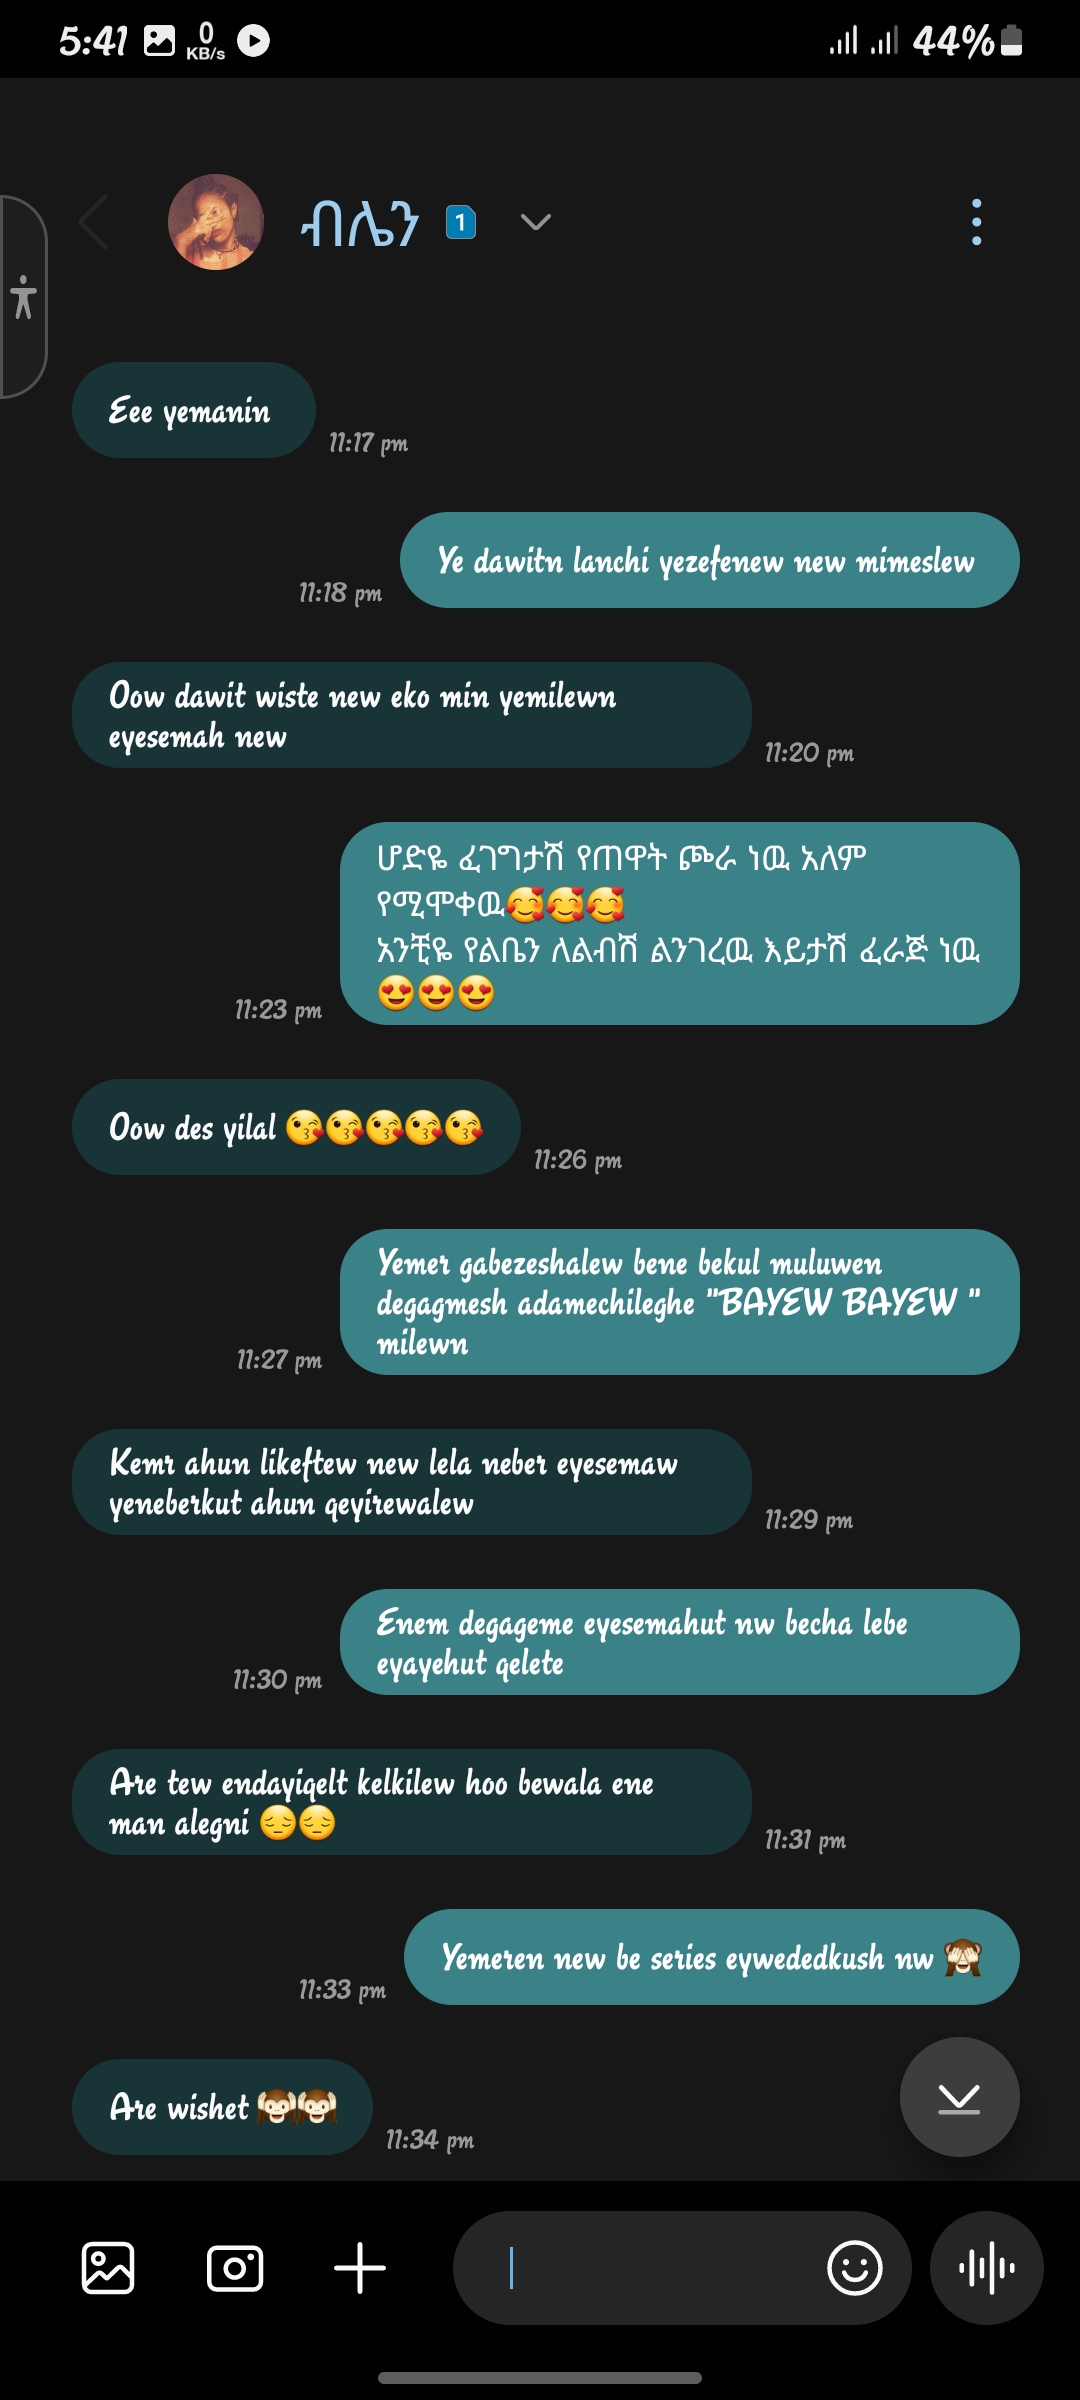 5:41
0
KB/s
44%
ብሌን
1
Eee yemanin
11:17 pm
Ye dawitn lanchi yezefenew new mimeslew
11:18 pm
Oow dawit wiste new eko min yemilewn
eyesemah new
11:20 pm
ሆድዬ ፈገግታሽ የጠዋት ጮራ ነዉ አለም
የሚሞቀዉ🥰🥰🥰
አንቺዬ የልቤን ለልብሽ ልንገረዉ እይታሽ ፈራጅ ነዉ
😍😍😍
11:23 pm
Oow des yilal 😘😘😘😘😘
11:26 pm
Yemer gabezeshalew bene bekul muluwen
degagmesh adamechileghe "BAYEW BAYEW "
milewn
11:27 pm
Kemr ahun likeftew new lela neber eyesemaw
yeneberkut ahun qeyirewalew
11:29 pm
Enem degageme eyesemahut nw becha lebe
eyayehut qelete
11:30 pm
Are tew endayiqelt kelkilew hoo bewala ene
man alegni 😔😔
11:31 pm
Yemeren new be series eywededkush nw 🙈
11:33 pm
Are wishet 🙉🙉
11:34 pm